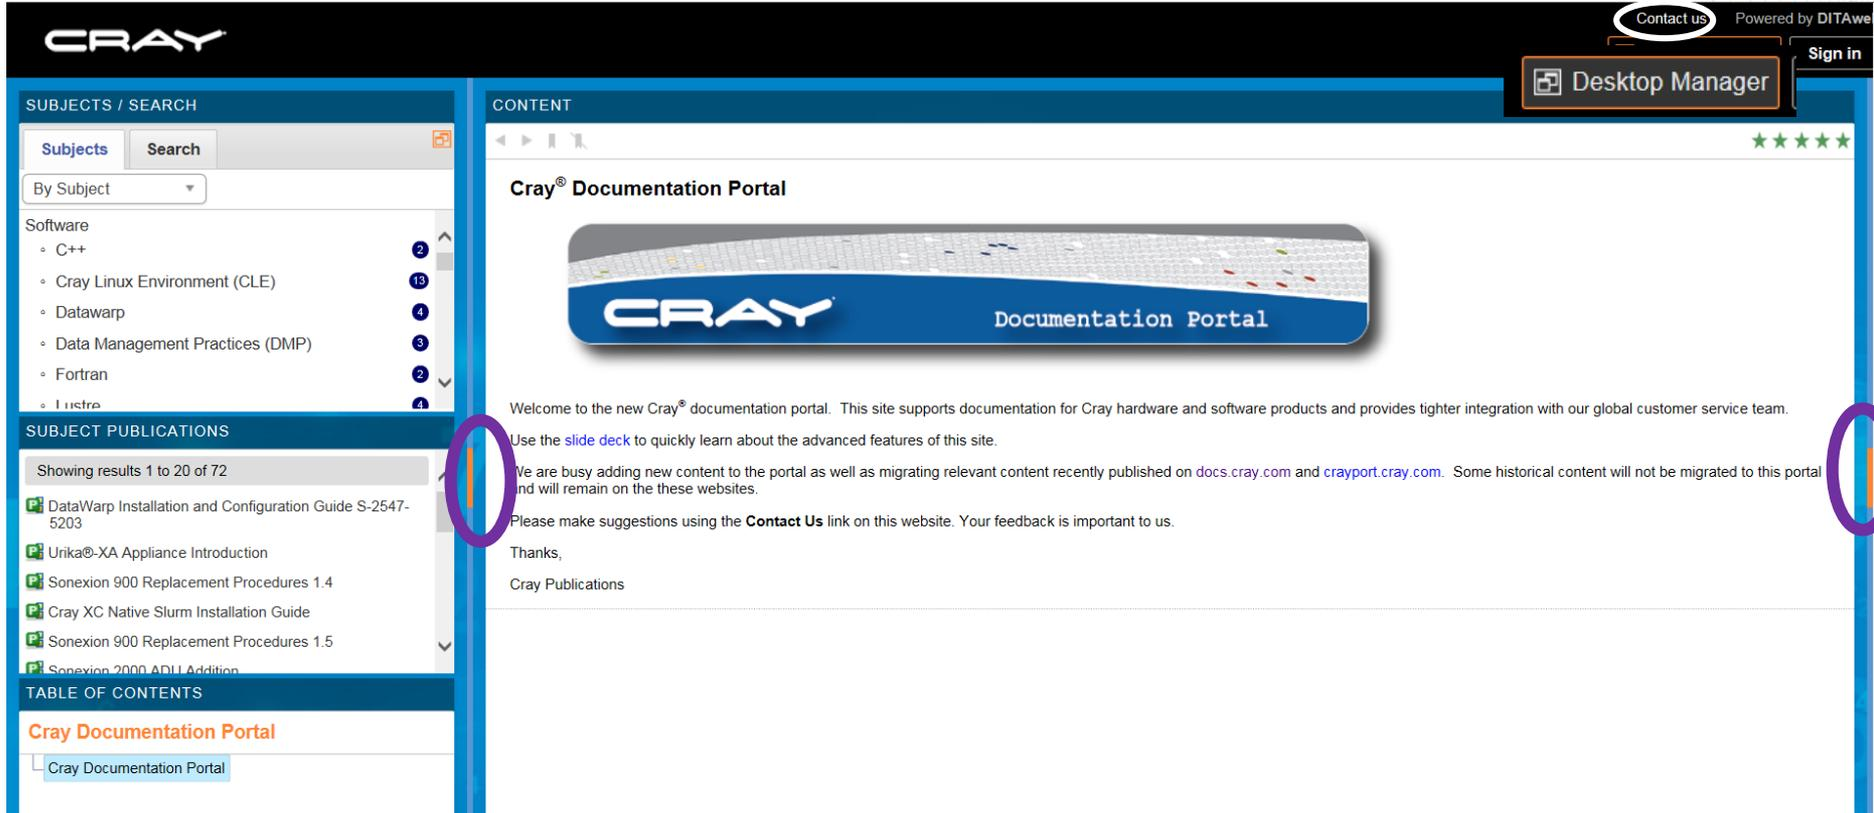 CRAY
Contact us
Powered by DITAwe
Sign in
Desktop Manager
SUBJECTS / SEARCH
Subjects
Search
By Subject
Software
C++
2
Cray Linux Environment (CLE)
13
Datawarp
4
Data Management Practices (DMP)
3
Fortran
2
Lustre
4
SUBJECT PUBLICATIONS
Showing results 1 to 20 of 72
DataWarp Installation and Configuration Guide S-2547-
5203
Urika®-XA Appliance Introduction
Sonexion 900 Replacement Procedures 1.4
Cray XC Native Slurm Installation Guide
Sonexion 900 Replacement Procedures 1.5
Sonexion 2000 ADU Addition
TABLE OF CONTENTS
Cray Documentation Portal
Cray Documentation Portal
CONTENT
Cray® Documentation Portal
CRAY
Documentation Portal
Welcome to the new Cray® documentation portal. This site supports documentation for Cray hardware and software products and provides tighter integration with our global customer service team.
Use the slide deck to quickly learn about the advanced features of this site.
We are busy adding new content to the portal as well as migrating relevant content recently published on docs.cray.com and crayport.cray.com. Some historical content will not be migrated to this portal
and will remain on the these websites.
Please make suggestions using the Contact Us link on this website. Your feedback is important to us.
Thanks,
Cray Publications